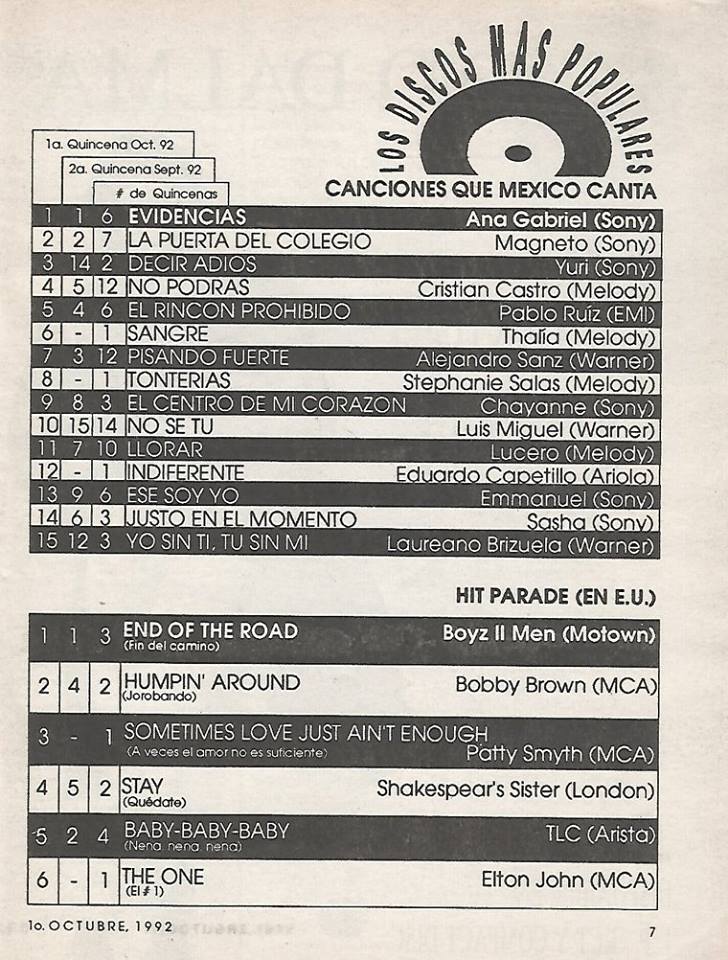 LOS DISCOS MAS POPULARES
1a. Quincena Oct. 92
2a. Quincena Sept. 92
# de Quincenas
CANCIONES QUE MEXICO CANTA
1 1 6 EVIDENCIAS Ana Gabriel (Sony)
2 2 7 LA PUERTA DEL COLEGIO Magneto (Sony)
3 14 2 DECIR ADIOS Yuri (Sony)
4 5 12 NO PODRAS Cristian Castro (Melody)
5 4 6 EL RINCON PROHIBIDO Pablo Ruíz (EMI)
6 - 1 SANGRE Thalía (Melody)
7 3 12 PISANDO FUERTE Alejandro Sanz (Warner)
8 - 1 TONTERIAS Stephanie Salas (Melody)
9 8 3 EL CENTRO DE MI CORAZON Chayanne (Sony)
10 15 14 NO SE TU Luis Miguel (Warner)
11 7 10 LLORAR Lucero (Melody)
12 - 1 INDIFERENTE Eduardo Capetillo (Ariola)
13 9 6 ESE SOY YO Emmanuel (Sony)
14 6 3 JUSTO EN EL MOMENTO Sasha (Sony)
15 12 3 YO SIN TI, TU SIN MI Laureano Brizuela (Warner)
HIT PARADE (EN E.U.)
1 1 3 END OF THE ROAD Boyz II Men (Motown)
(Fin del camino)
2 4 2 HUMPIN' AROUND Bobby Brown (MCA)
(Jorobando)
3 - 1 SOMETIMES LOVE JUST AIN'T ENOUGH
(A veces el amor no es suficiente) Patty Smyth (MCA)
4 5 2 STAY Shakespear's Sister (London)
(Quédate)
5 2 4 BABY-BABY-BABY TLC (Arista)
(Nena, nena, nena)
6 - 1 THE ONE Elton John (MCA)
(El # 1)
1o. OCTUBRE, 1992 7